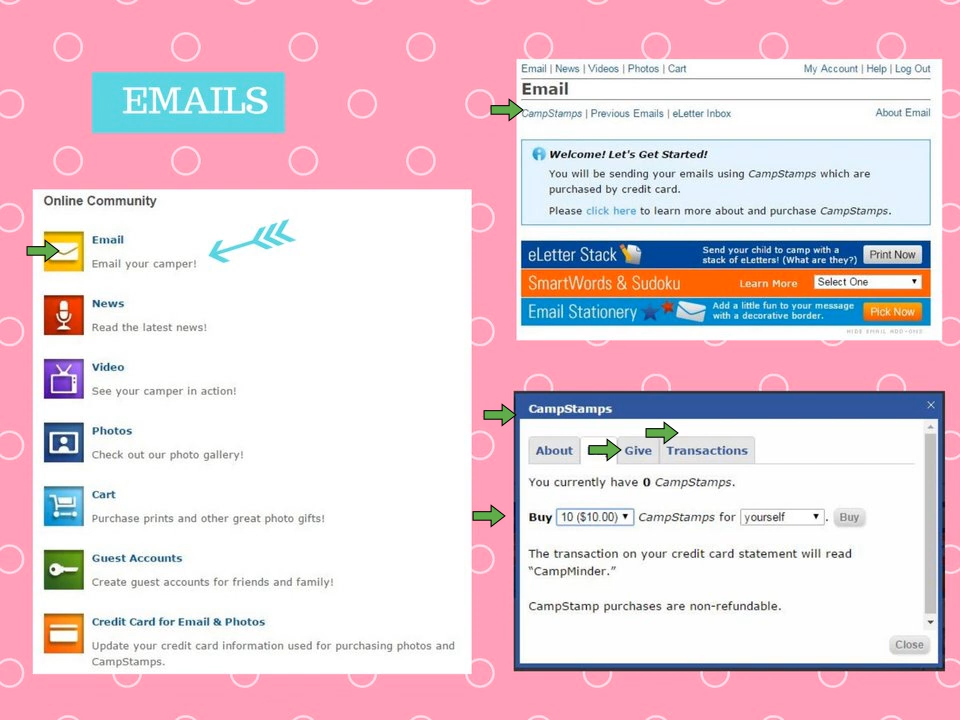 EMAILS
Online Community
Email
Email your camper!
News
Read the latest news!
Video
See your camper in action!
Photos
Check out our photo gallery!
Cart
Purchase prints and other great photo gifts!
Guest Accounts
Create guest accounts for friends and family!
Credit Card for Email & Photos
Update your credit card information used for purchasing photos and
CampStamps.
Email | News | Videos | Photos | Cart My Account | Help | Log Out
Email
CampStamps | Previous Emails | eLetter Inbox About Email
Welcome! Let's Get Started!
You will be sending your emails using CampStamps which are
purchased by credit card.
Please click here to learn more about and purchase CampStamps.
eLetter Stack Send your child to camp with a
stack of eLetters! (What are they?) Print Now
SmartWords & Sudoku Learn More Select One
Email Stationery Add a little fun to your message
with a decorative border. Pick Now
HIDE EMAIL ADD-ONS
CampStamps ×
About Give Transactions
You currently have 0 CampStamps.
Buy 10 ($10.00) CampStamps for yourself . Buy
The transaction on your credit card statement will read
“CampMinder.”
CampStamp purchases are non-refundable.
Close